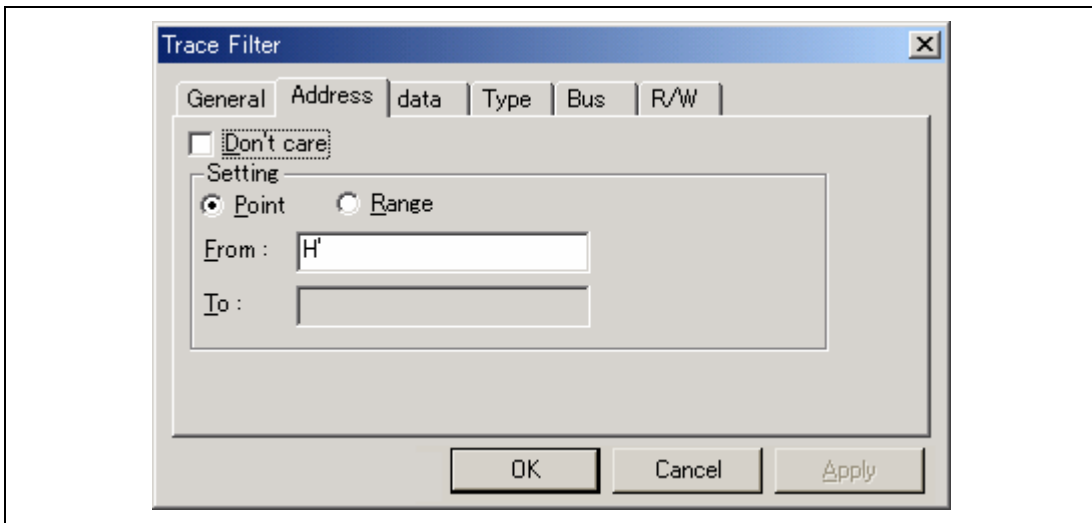 Trace Filter
General Address data Type Bus R/W
Don't care
Setting
Point Range
From : H'
To :
OK Cancel Apply